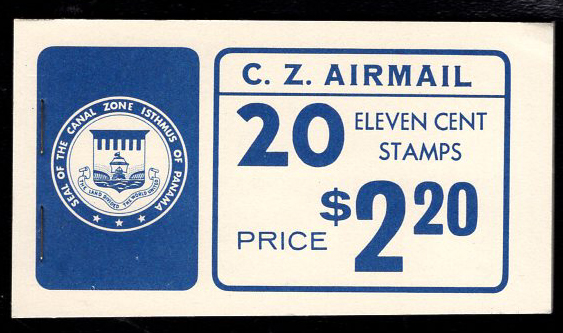 SEAL OF THE CANAL ZONE ISTHMUS OF PANAMA
THE LAND DIVIDED THE WORLD UNITED
C. Z. AIRMAIL
20 ELEVEN CENT
STAMPS
PRICE $2.20